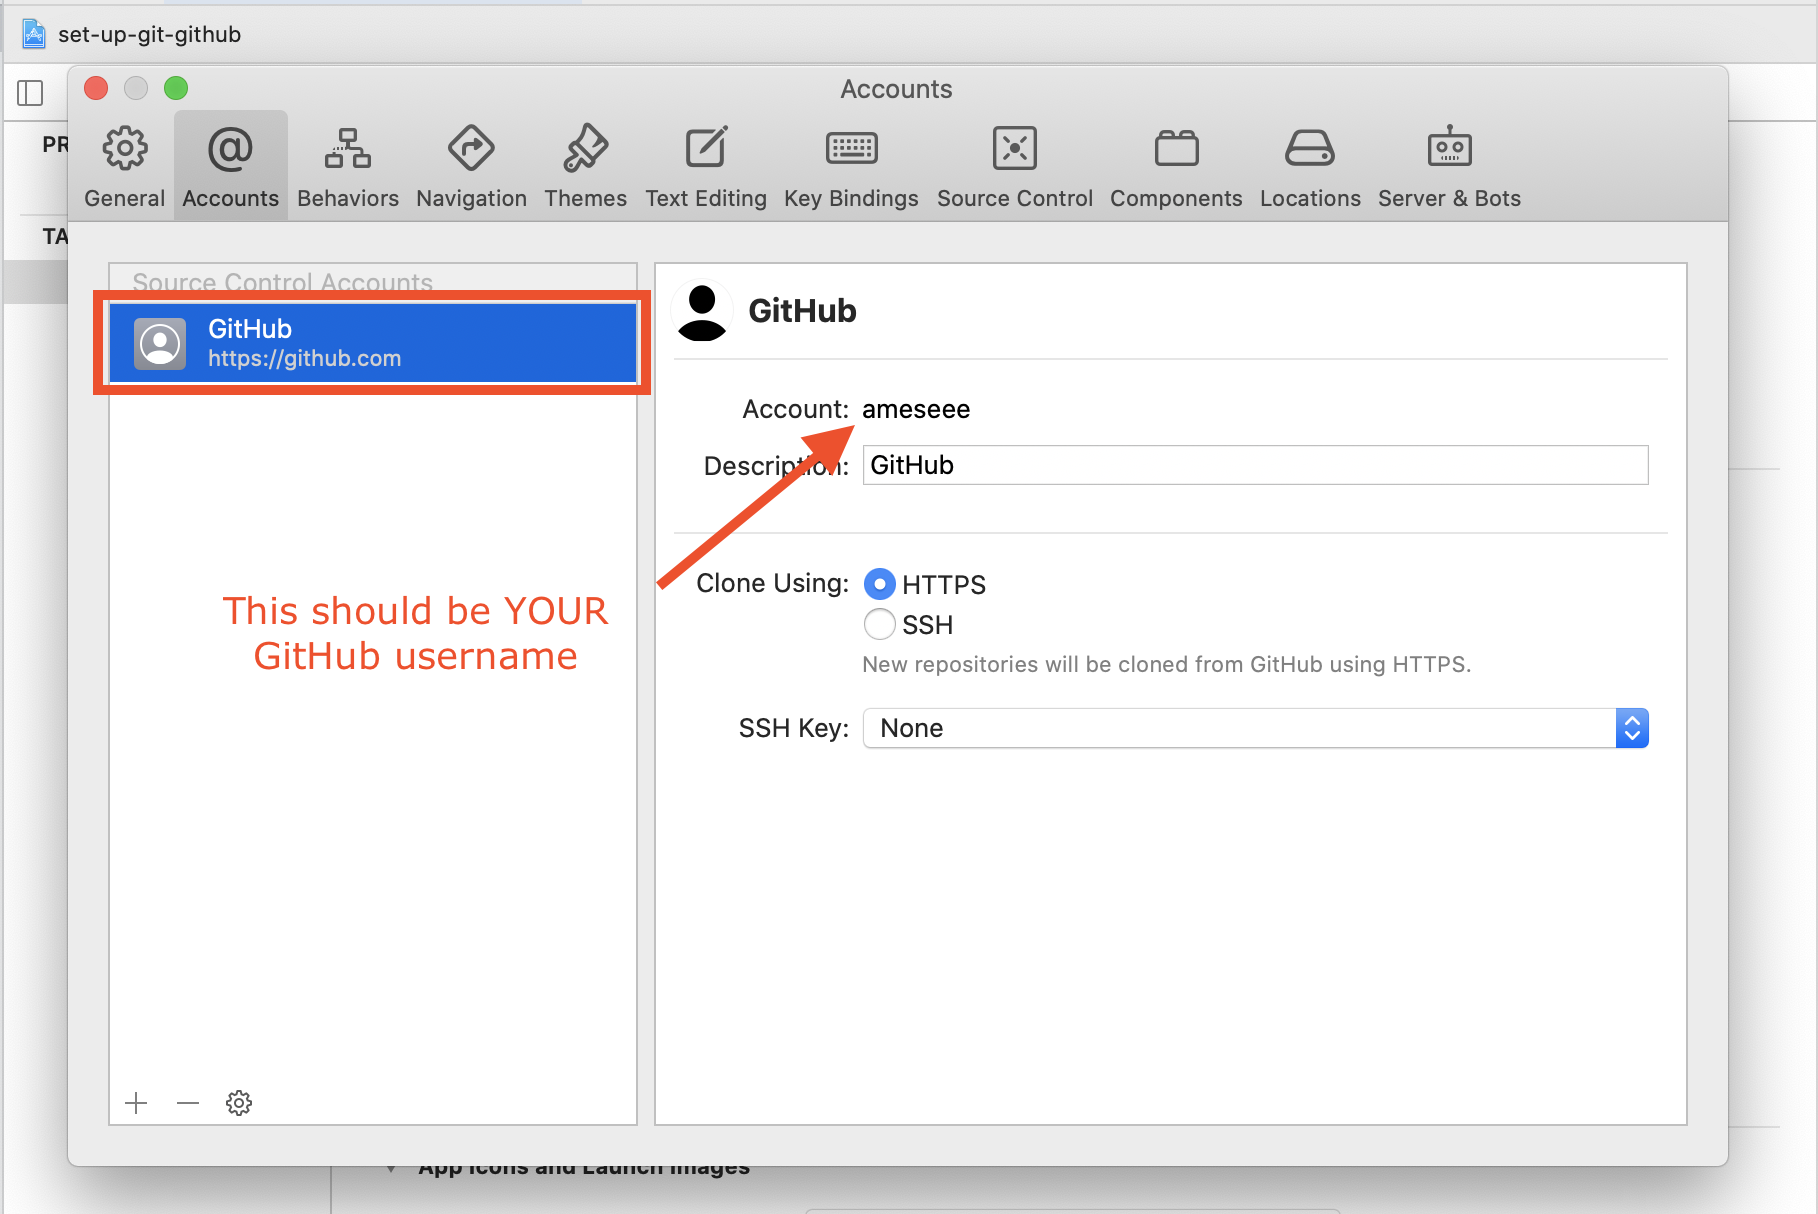 set-up-git-github
Accounts
General Accounts Behaviors Navigation Themes Text Editing Key Bindings Source Control Components Locations Server & Bots
PR
TA
Source Control Accounts
GitHub
https://github.com
GitHub
Account: ameseee
Description: GitHub
Clone Using: HTTPS
SSH
New repositories will be cloned from GitHub using HTTPS.
SSH Key: None
This should be YOUR
GitHub username
App Icons and Launch Images